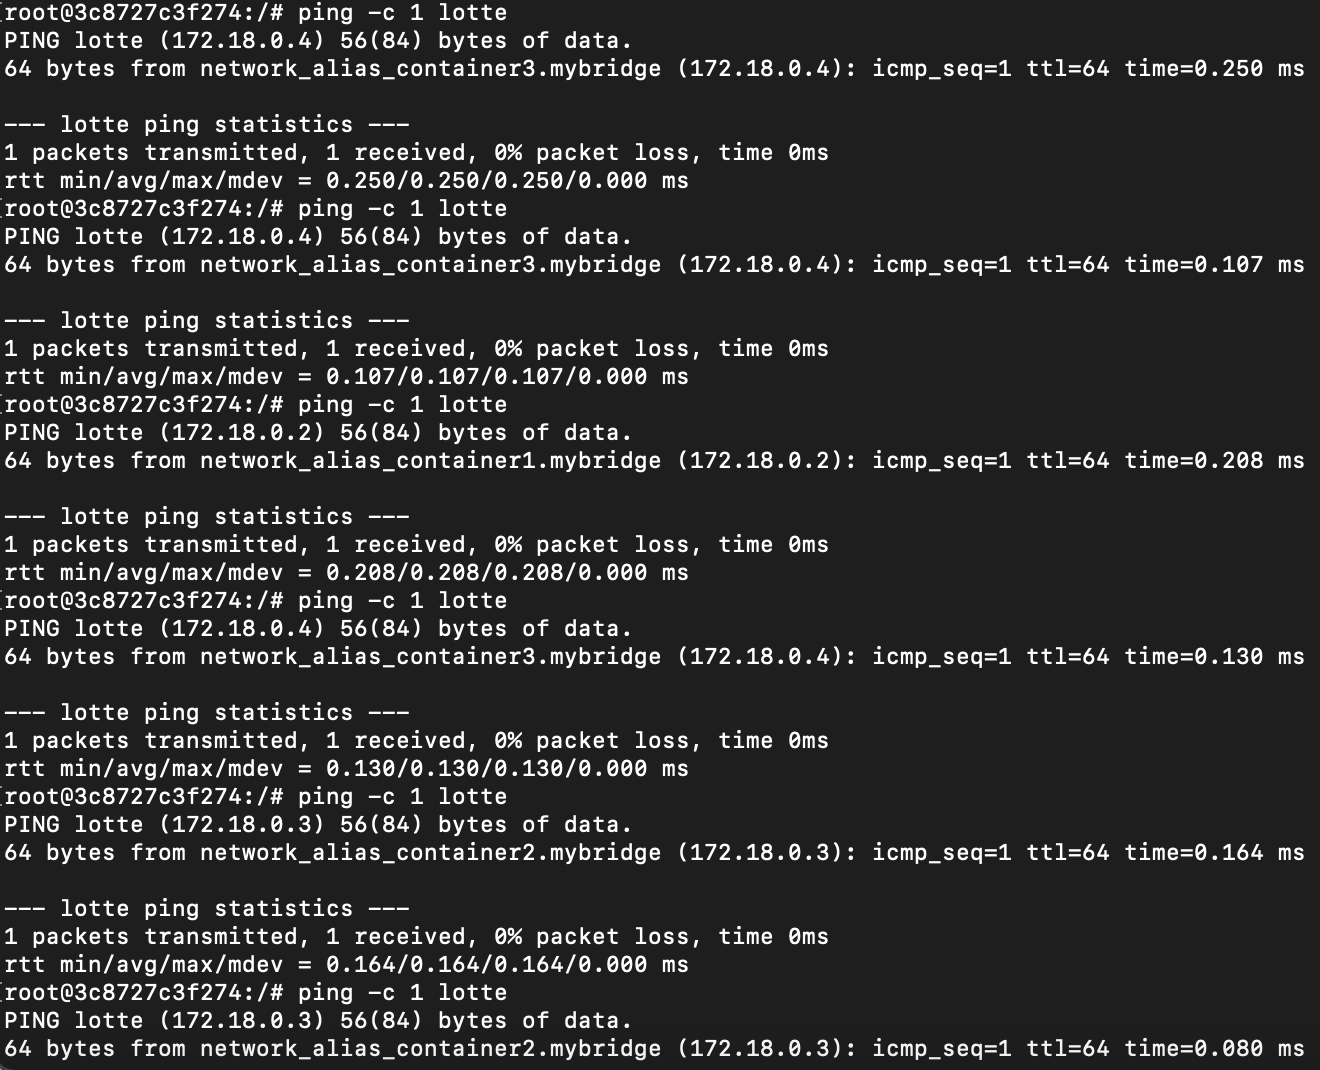 root@3c8727c3f274:/# ping -c 1 lotte
PING lotte (172.18.0.4) 56(84) bytes of data.
64 bytes from network_alias_container3.mybridge (172.18.0.4): icmp_seq=1 ttl=64 time=0.250 ms

--- lotte ping statistics ---
1 packets transmitted, 1 received, 0% packet loss, time 0ms
rtt min/avg/max/mdev = 0.250/0.250/0.250/0.000 ms
root@3c8727c3f274:/# ping -c 1 lotte
PING lotte (172.18.0.4) 56(84) bytes of data.
64 bytes from network_alias_container3.mybridge (172.18.0.4): icmp_seq=1 ttl=64 time=0.107 ms

--- lotte ping statistics ---
1 packets transmitted, 1 received, 0% packet loss, time 0ms
rtt min/avg/max/mdev = 0.107/0.107/0.107/0.000 ms
root@3c8727c3f274:/# ping -c 1 lotte
PING lotte (172.18.0.2) 56(84) bytes of data.
64 bytes from network_alias_container1.mybridge (172.18.0.2): icmp_seq=1 ttl=64 time=0.208 ms

--- lotte ping statistics ---
1 packets transmitted, 1 received, 0% packet loss, time 0ms
rtt min/avg/max/mdev = 0.208/0.208/0.208/0.000 ms
root@3c8727c3f274:/# ping -c 1 lotte
PING lotte (172.18.0.4) 56(84) bytes of data.
64 bytes from network_alias_container3.mybridge (172.18.0.4): icmp_seq=1 ttl=64 time=0.130 ms

--- lotte ping statistics ---
1 packets transmitted, 1 received, 0% packet loss, time 0ms
rtt min/avg/max/mdev = 0.130/0.130/0.130/0.000 ms
root@3c8727c3f274:/# ping -c 1 lotte
PING lotte (172.18.0.3) 56(84) bytes of data.
64 bytes from network_alias_container2.mybridge (172.18.0.3): icmp_seq=1 ttl=64 time=0.164 ms

--- lotte ping statistics ---
1 packets transmitted, 1 received, 0% packet loss, time 0ms
rtt min/avg/max/mdev = 0.164/0.164/0.164/0.000 ms
root@3c8727c3f274:/# ping -c 1 lotte
PING lotte (172.18.0.3) 56(84) bytes of data.
64 bytes from network_alias_container2.mybridge (172.18.0.3): icmp_seq=1 ttl=64 time=0.080 ms